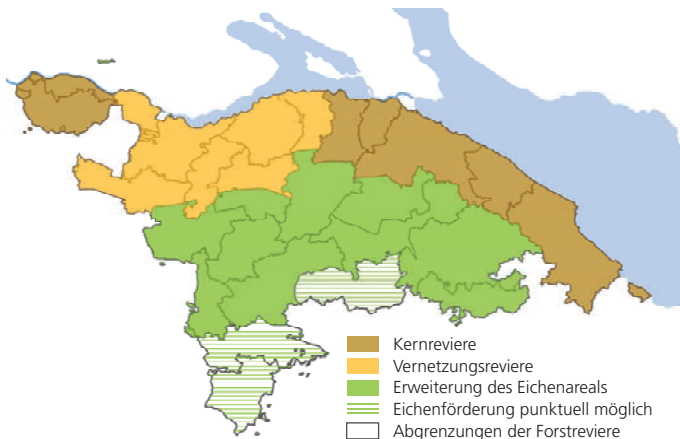 Kernreviere
Vernetzungsreviere
Erweiterung des Eichenareals
Eichenförderung punktuell möglich
Abgrenzungen der Forstreviere